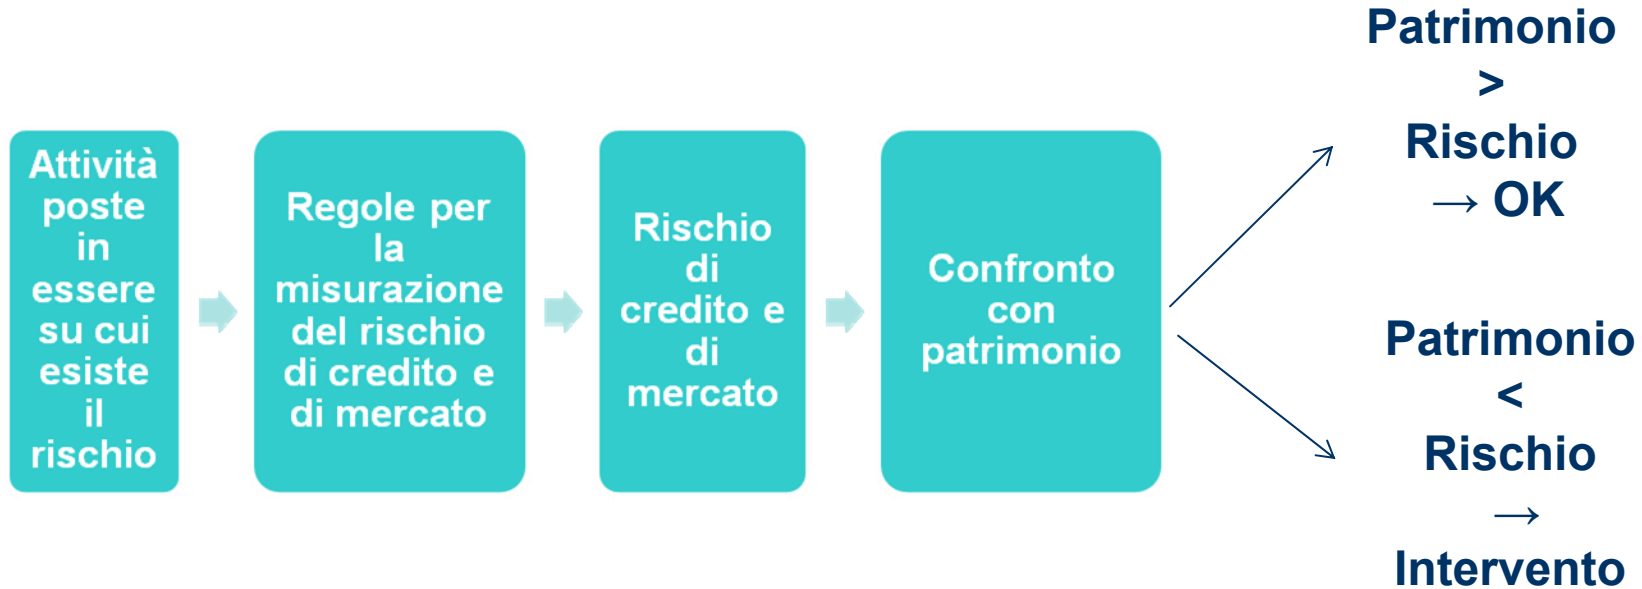 Attività
poste
in
essere
su cui
esiste
il
rischio
Regole per
la
misurazione
del rischio
di credito e
di mercato
Rischio
di
credito e
di
mercato
Confronto
con
patrimonio
Patrimonio
>
Rischio
→ OK
Patrimonio
<
Rischio
→
Intervento